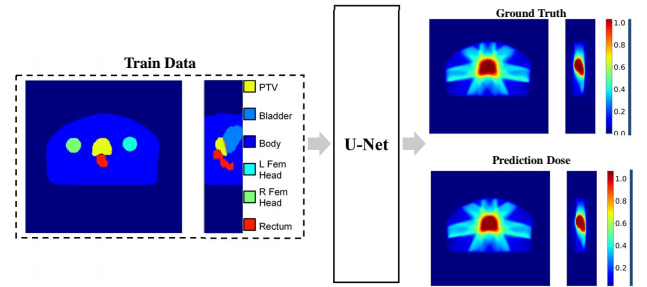 Train Data
PTV
Bladder
Body
L Fem
Head
R Fem
Head
Rectum
U-Net
Ground Truth
1.0
0.8
0.6
0.4
0.2
0.0
Prediction Dose
1.0
0.8
0.6
0.4
0.2